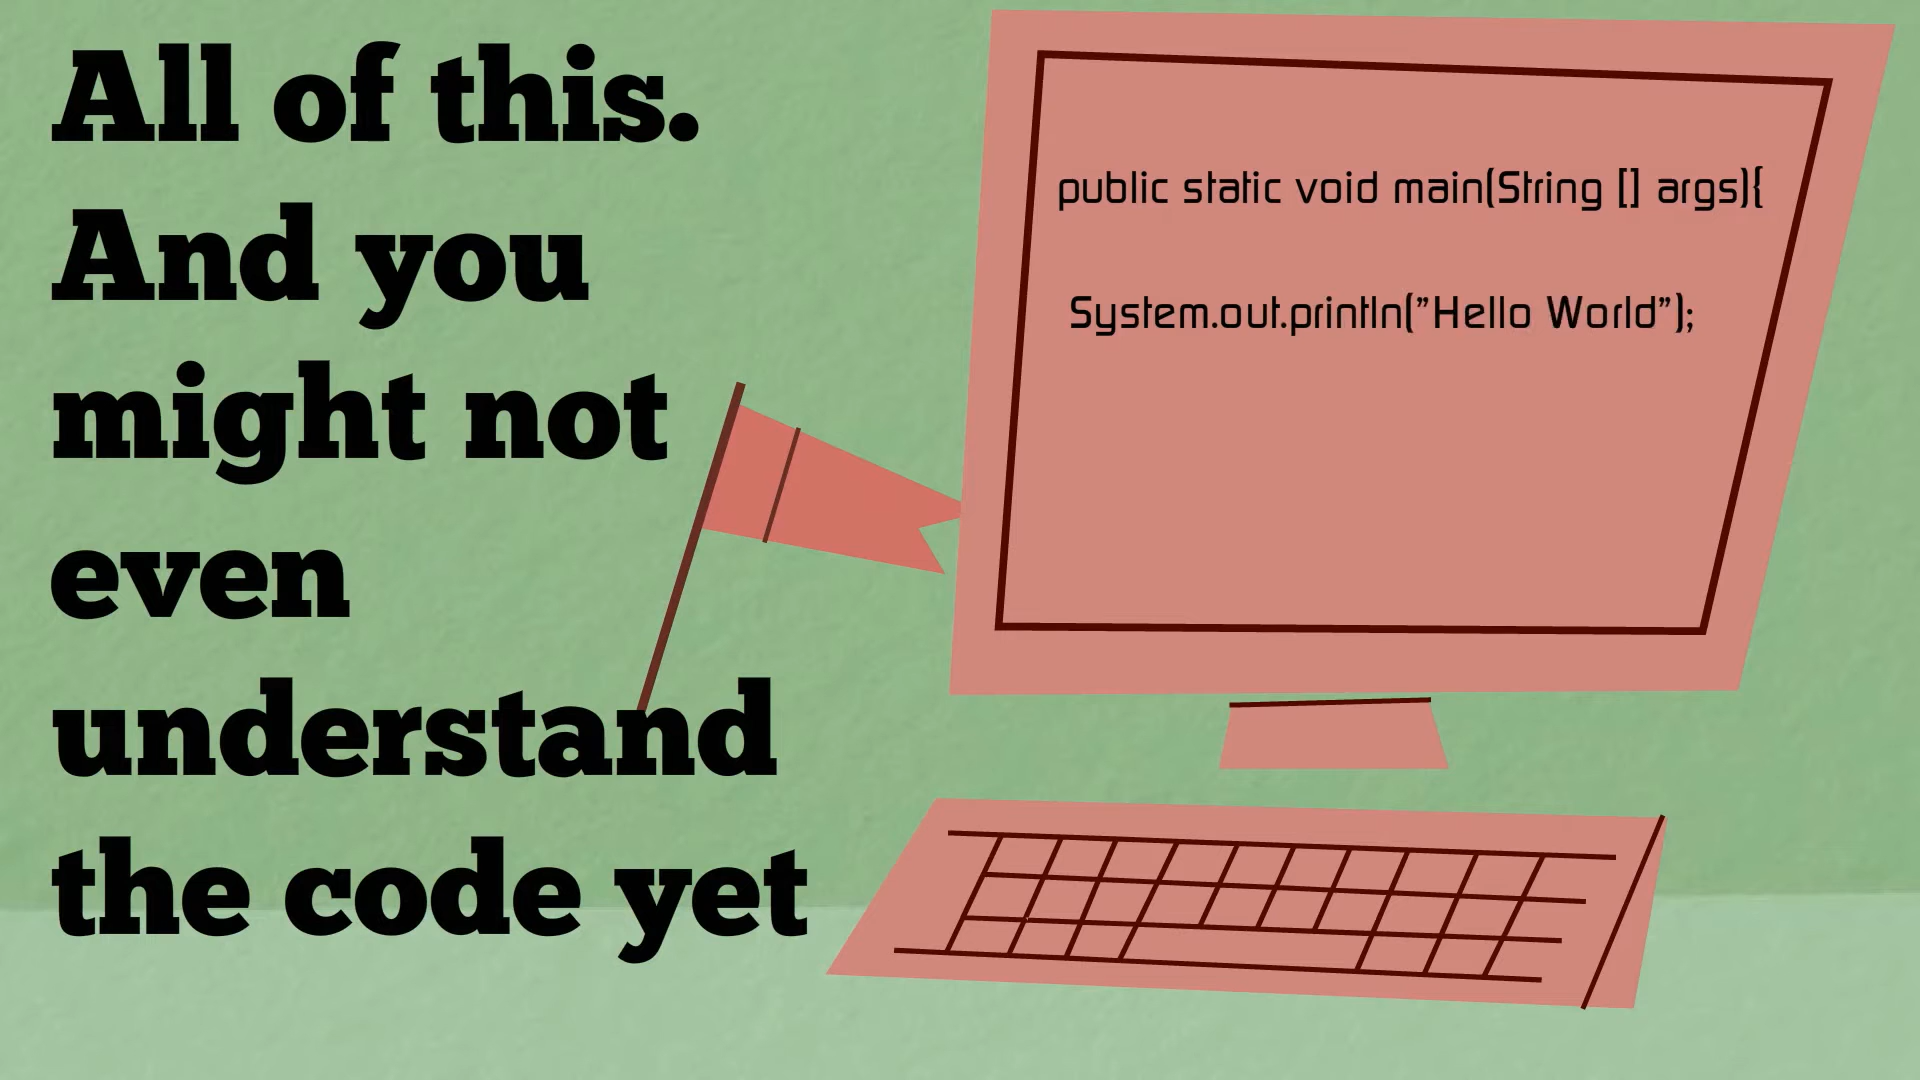 All of this.
And you
might not
even
understand
the code yet
public static void main(String [] args){
System.out.println("Hello World");